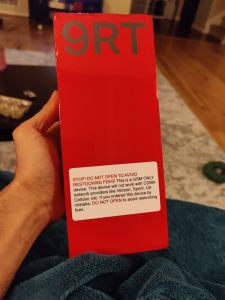 9RT
STOP! DO NOT OPEN TO AVOID
RESTOCKING FEES! This is a GSM ONLY
device. This device will not work with CDMA
network providers like Verizon, Sprint, US
Cellular, etc. If you ordered this device by
mistake, DO NOT OPEN to avoid restocking
fees.